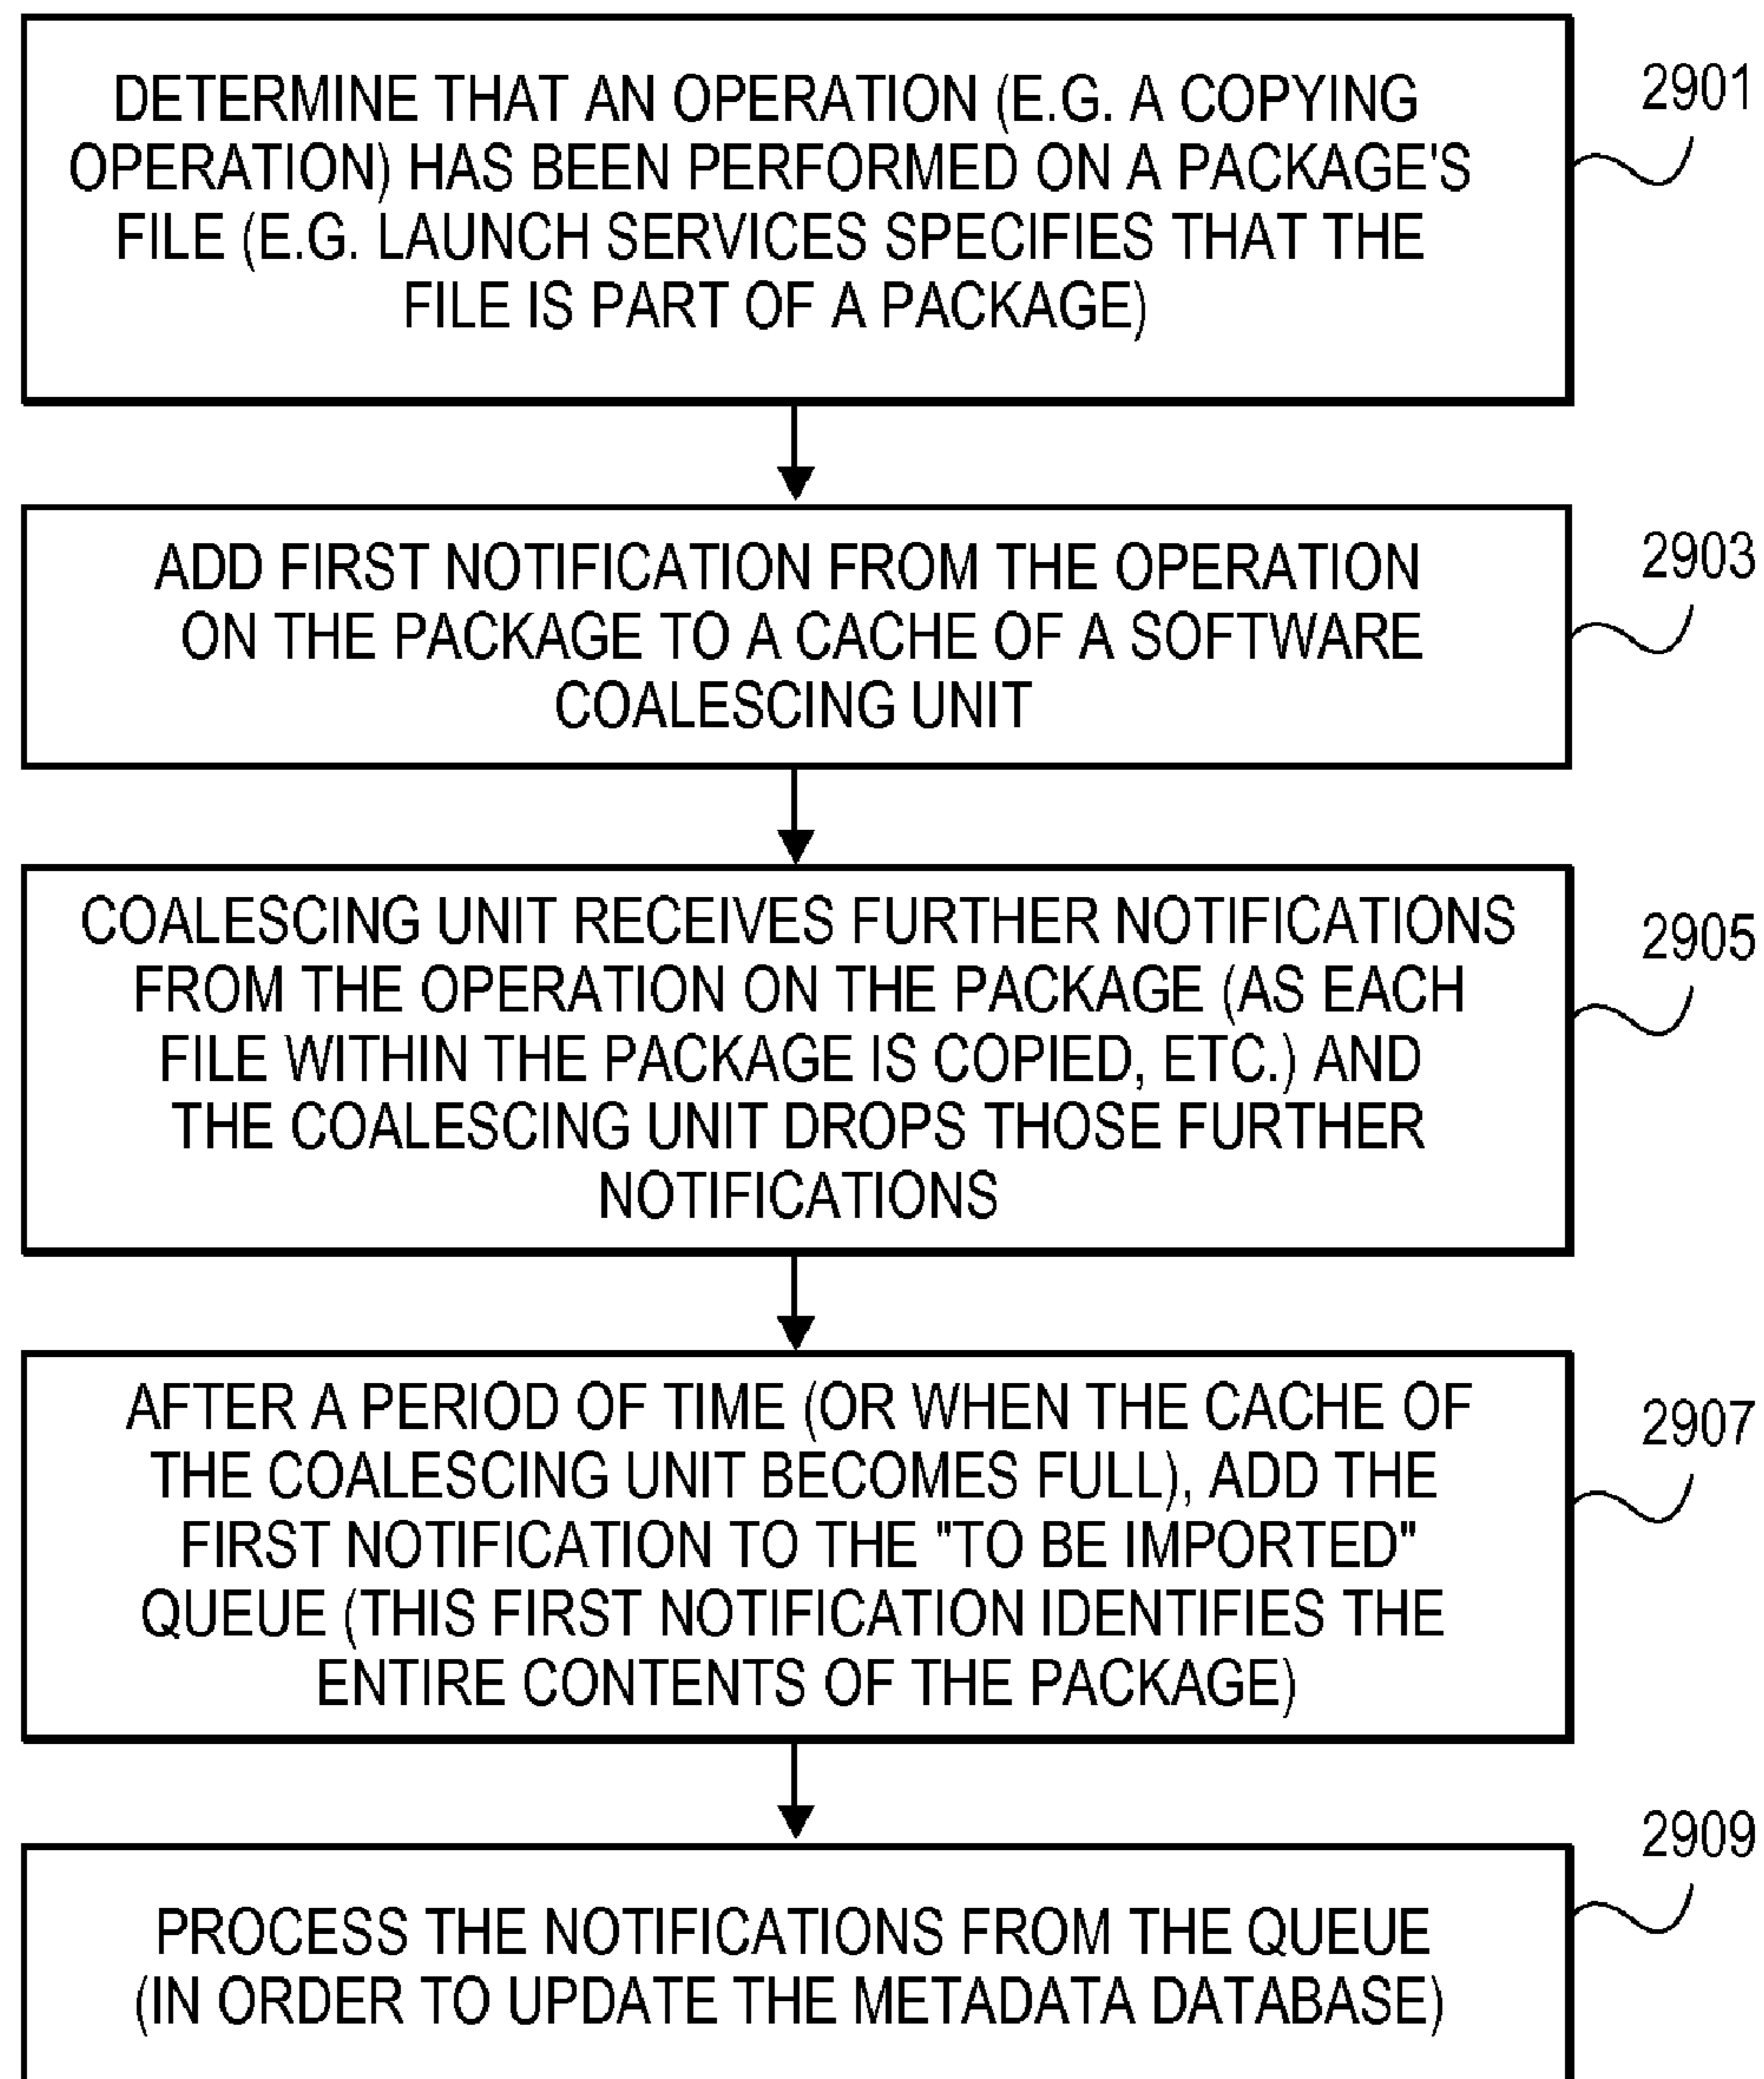 DETERMINE THAT AN OPERATION (E.G. A COPYING
OPERATION) HAS BEEN PERFORMED ON A PACKAGE'S
FILE (E.G. LAUNCH SERVICES SPECIFIES THAT THE
FILE IS PART OF A PACKAGE)
2901
ADD FIRST NOTIFICATION FROM THE OPERATION
ON THE PACKAGE TO A CACHE OF A SOFTWARE
COALESCING UNIT
2903
COALESCING UNIT RECEIVES FURTHER NOTIFICATIONS
FROM THE OPERATION ON THE PACKAGE (AS EACH
FILE WITHIN THE PACKAGE IS COPIED, ETC.) AND
THE COALESCING UNIT DROPS THOSE FURTHER
NOTIFICATIONS
2905
AFTER A PERIOD OF TIME (OR WHEN THE CACHE OF
THE COALESCING UNIT BECOMES FULL), ADD THE
FIRST NOTIFICATION TO THE "TO BE IMPORTED"
QUEUE (THIS FIRST NOTIFICATION IDENTIFIES THE
ENTIRE CONTENTS OF THE PACKAGE)
2907
PROCESS THE NOTIFICATIONS FROM THE QUEUE
(IN ORDER TO UPDATE THE METADATA DATABASE)
2909